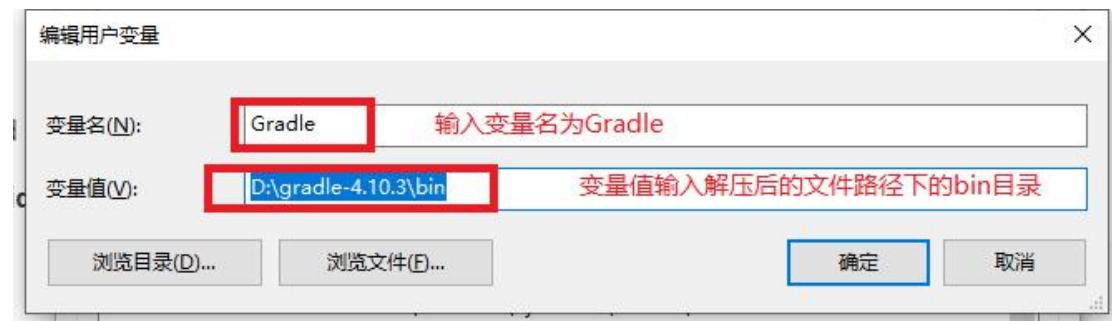 编辑用户变量
变量名(N): Gradle 输入变量名为Gradle
变量值(V): D:\gradle-4.10.3\bin 变量值输入解压后的文件路径下的bin目录
浏览目录(D)... 浏览文件(F)... 确定 取消